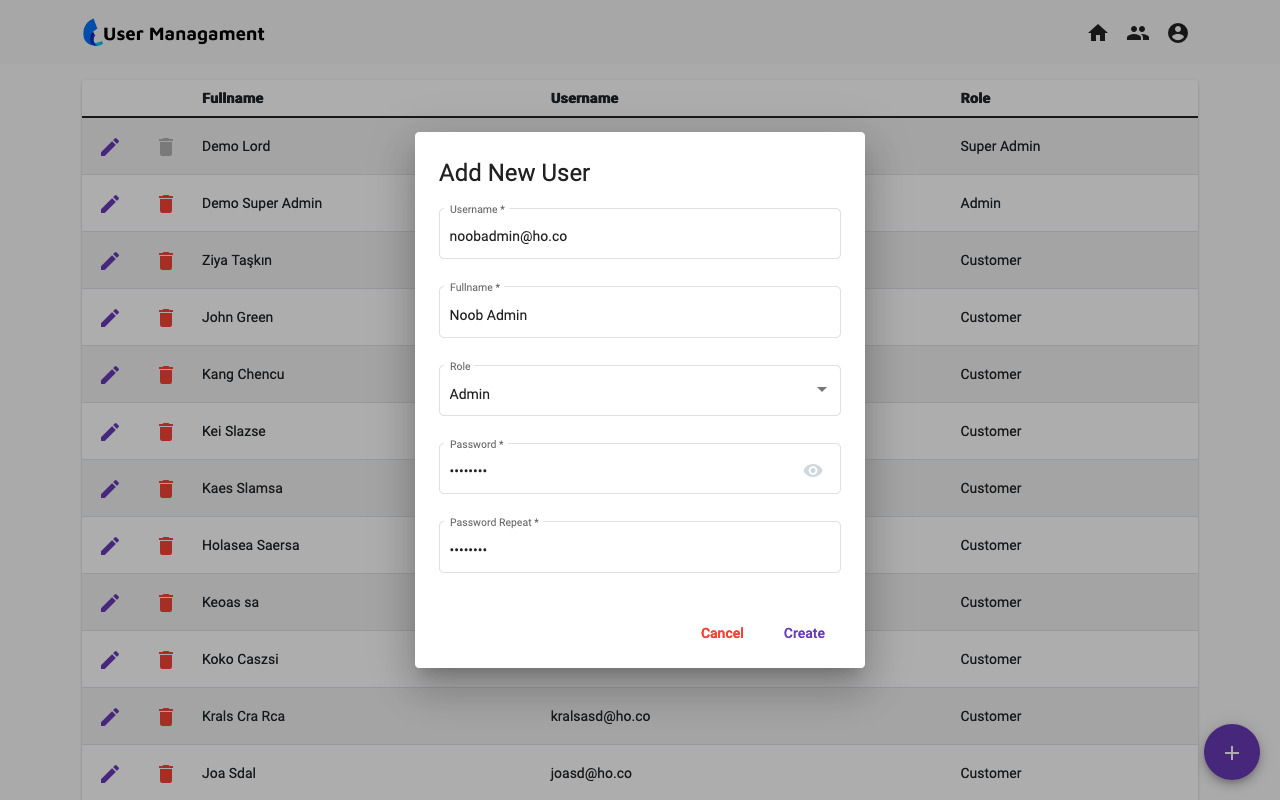 User Managament
Fullname Username Role
Demo Lord Super Admin
Demo Super Admin Admin
Ziya Taşkın Customer
John Green Customer
Kang Chencu Customer
Kei Slazse Customer
Kaes Slamsa Customer
Holasea Saersa Customer
Keoas sa Customer
Koko Caszsi Customer
Krals Cra Rca kralsasd@ho.co Customer
Joa Sdal joasd@ho.co Customer
Add New User
Username *
noobadmin@ho.co
Fullname *
Noob Admin
Role
Admin
Password *
••••••••
Password Repeat *
••••••••
Cancel Create